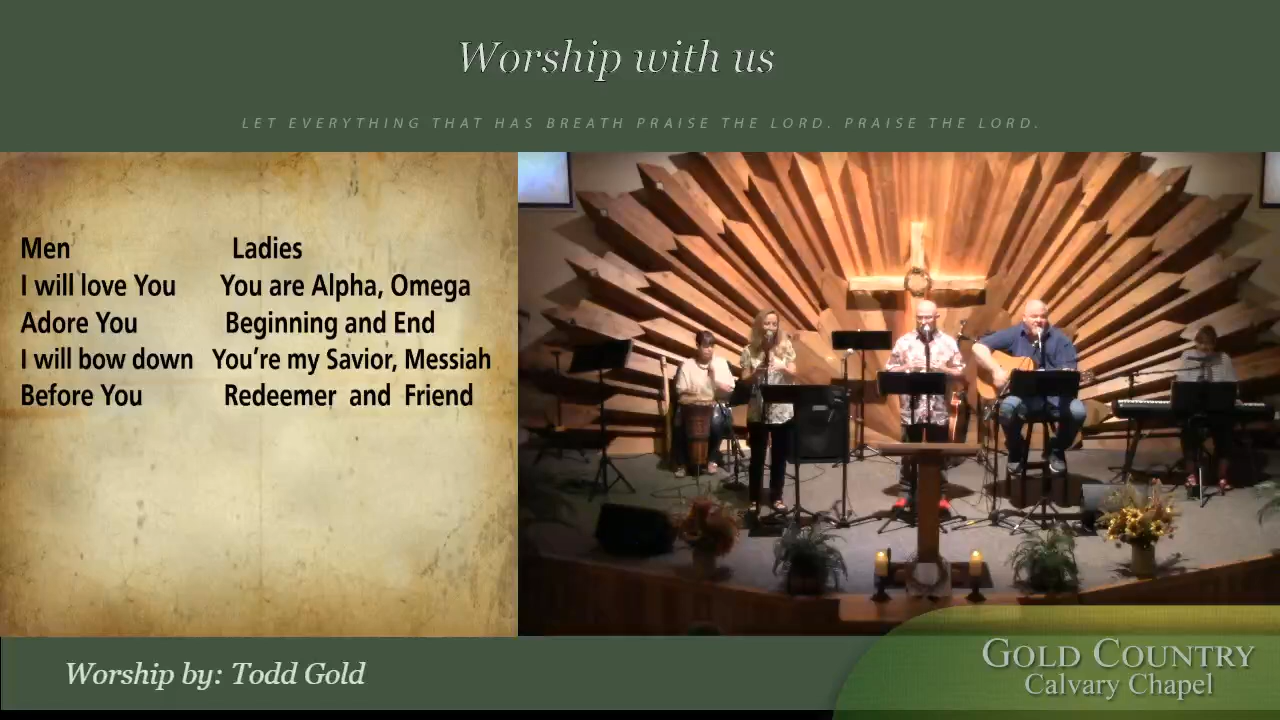 Worship with us
LET EVERYTHING THAT HAS BREATH PRAISE THE LORD. PRAISE THE LORD.
Men Ladies
I will love You You are Alpha, Omega
Adore You Beginning and End
I will bow down You're my Savior, Messiah
Before You Redeemer and Friend
Worship by: Todd Gold
GOLD COUNTRY
Calvary Chapel